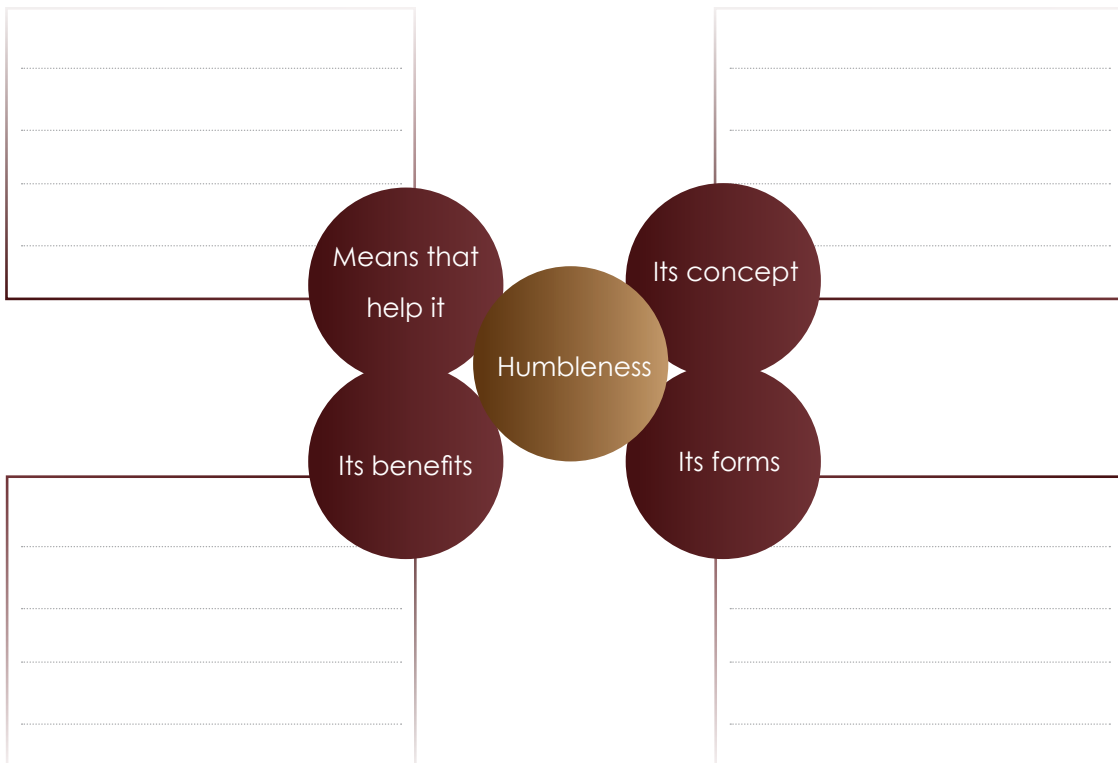 Means that
help it
Its concept
Humbleness
Its benefits
Its forms